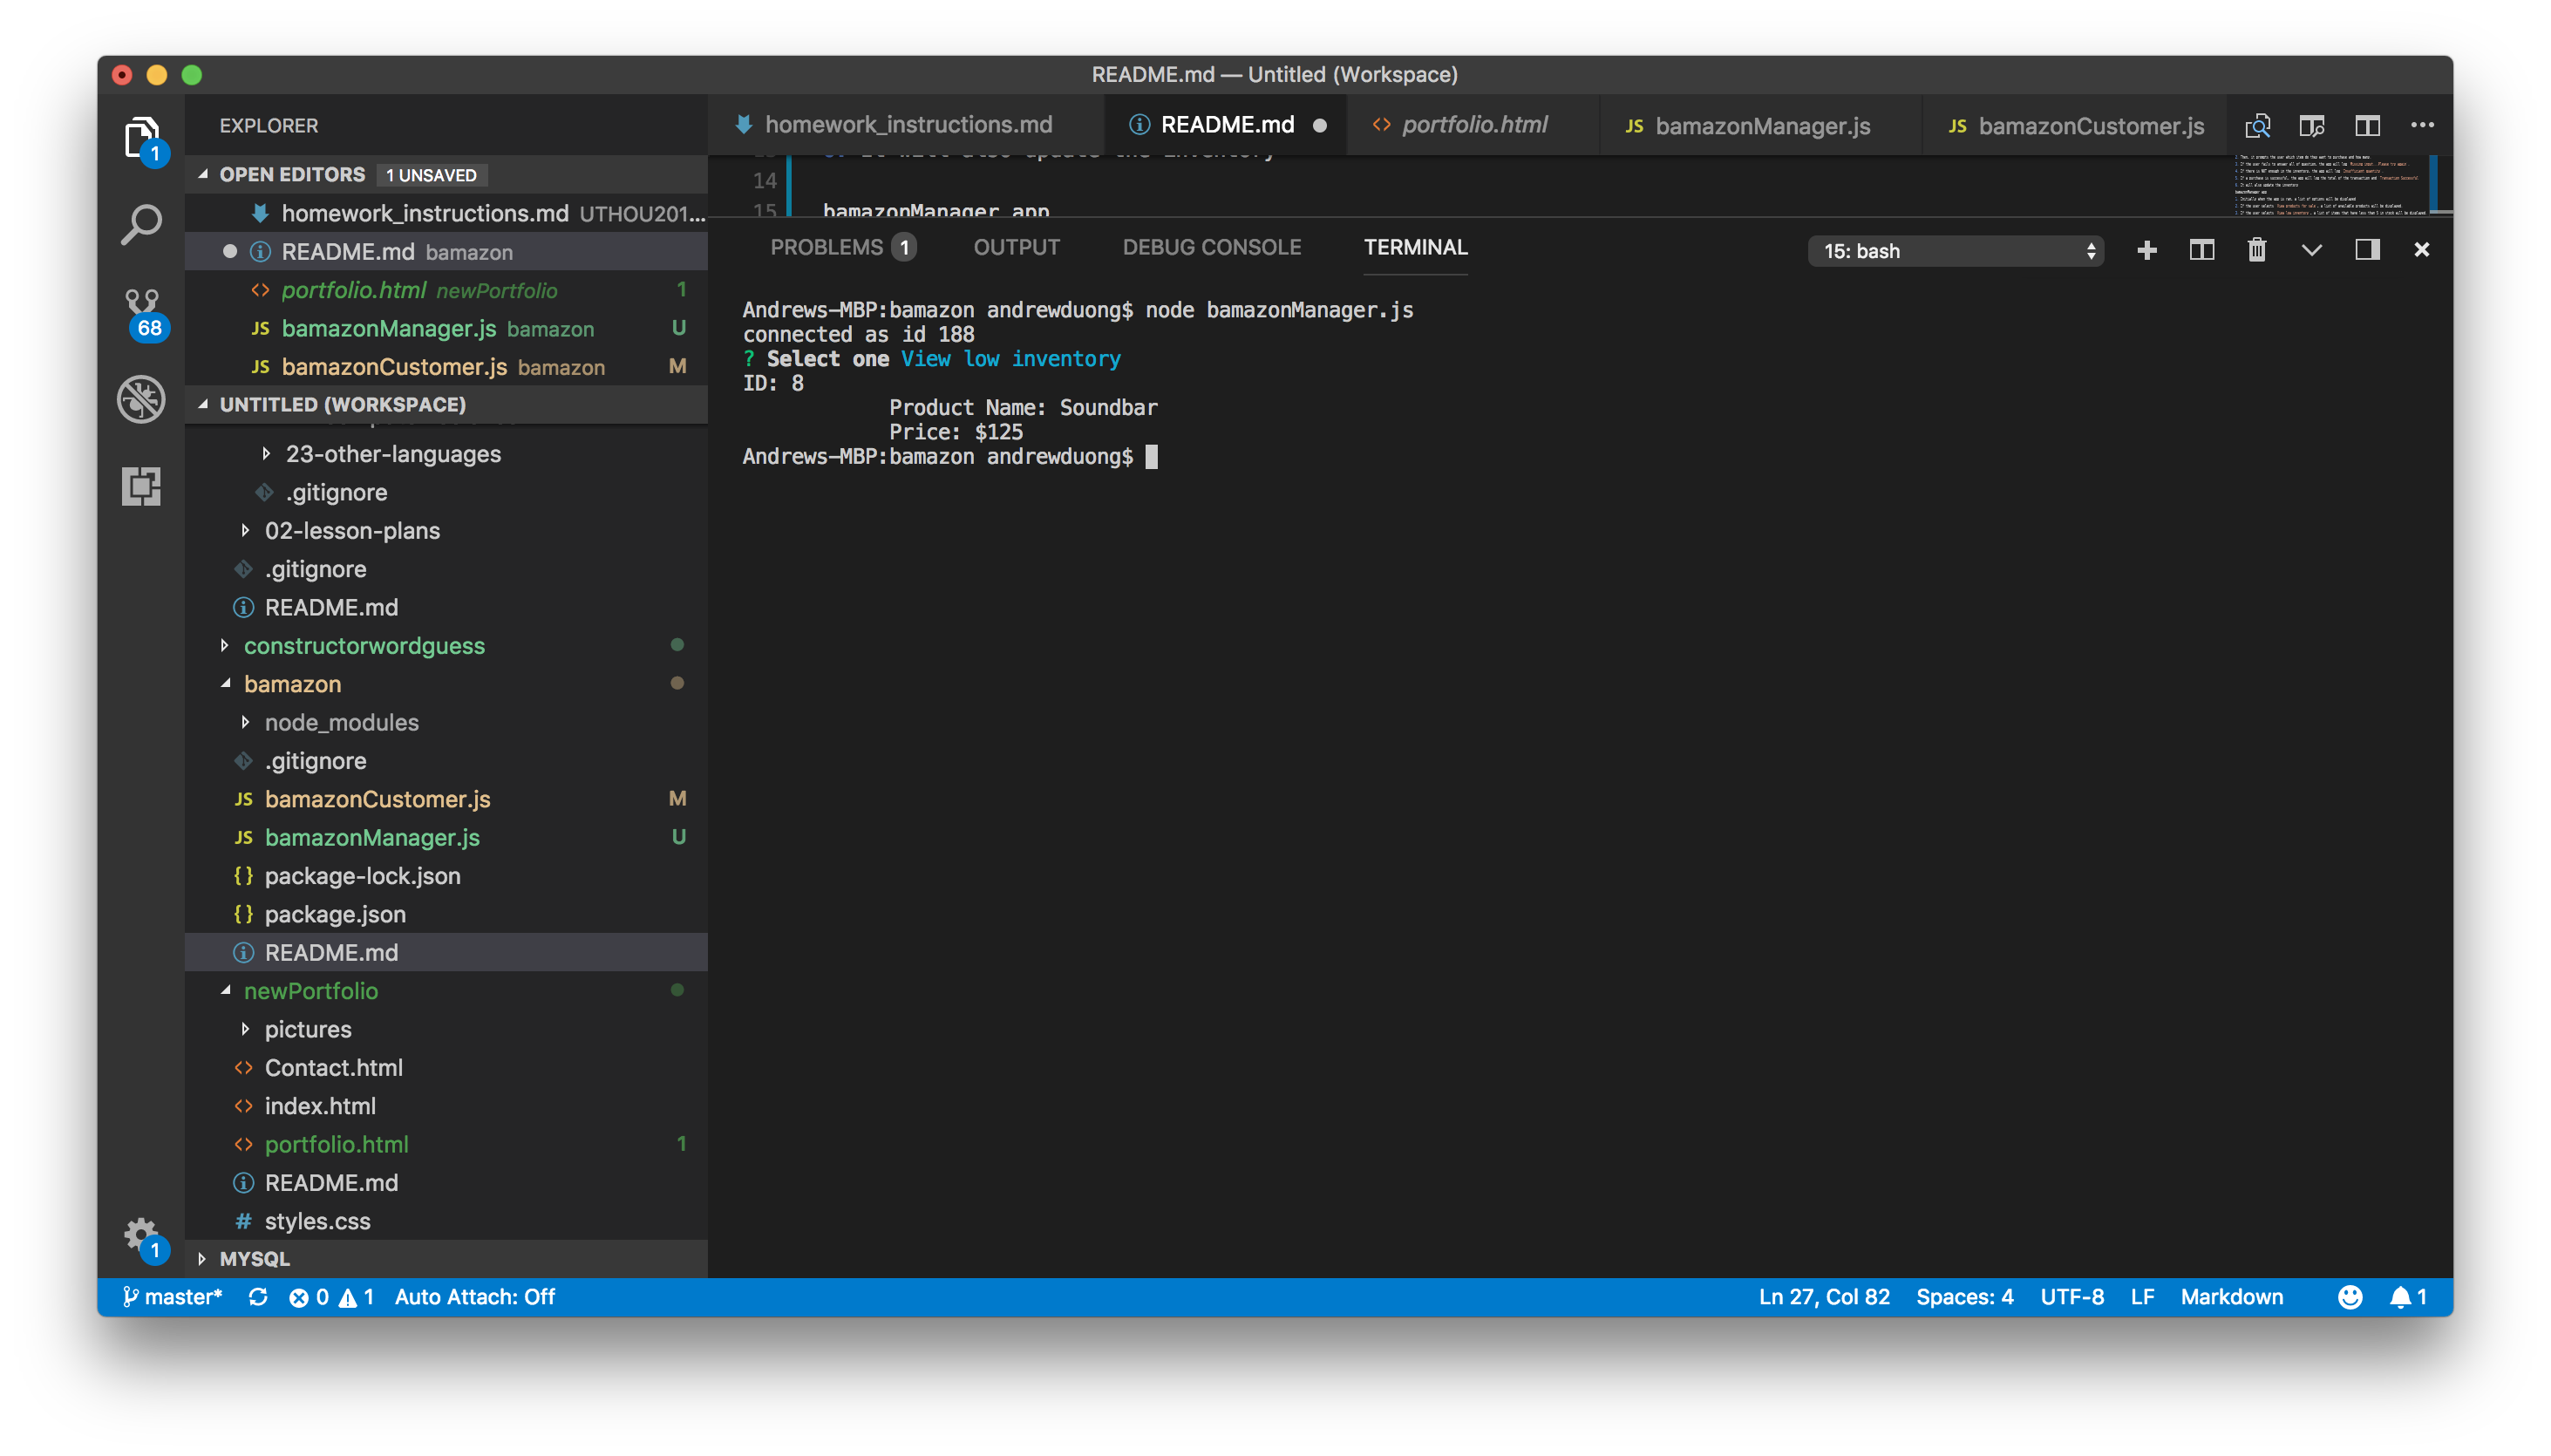 README.md — Untitled (Workspace)
EXPLORER
homework_instructions.md
README.md
portfolio.html
JS bamazonManager.js
JS bamazonCustomer.js
1
OPEN EDITORS 1 UNSAVED
homework_instructions.md UTHOU201...
README.md bamazon
portfolio.html newPortfolio 1
JS bamazonManager.js bamazon U
JS bamazonCustomer.js bamazon M
68
UNTITLED (WORKSPACE)
23-other-languages
.gitignore
02-lesson-plans
.gitignore
README.md
constructorwordguess
bamazon
node_modules
.gitignore
JS bamazonCustomer.js M
JS bamazonManager.js U
{} package-lock.json
{} package.json
README.md
newPortfolio
pictures
Contact.html
index.html
portfolio.html 1
README.md
# styles.css
MYSQL
1
14
15 bamazonManager app
PROBLEMS 1 OUTPUT DEBUG CONSOLE TERMINAL 15: bash
Andrews-MBP:bamazon andrewduong$ node bamazonManager.js
connected as id 188
? Select one View low inventory
ID: 8
Product Name: Soundbar
Price: $125
Andrews-MBP:bamazon andrewduong$
master* 0 1 Auto Attach: Off Ln 27, Col 82 Spaces: 4 UTF-8 LF Markdown 1